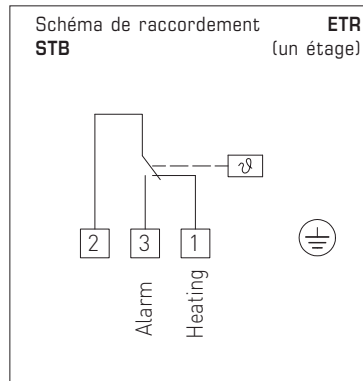 Schéma de raccordement ETR
STB (un étage)
ϑ
2 3 1
Alarm
Heating